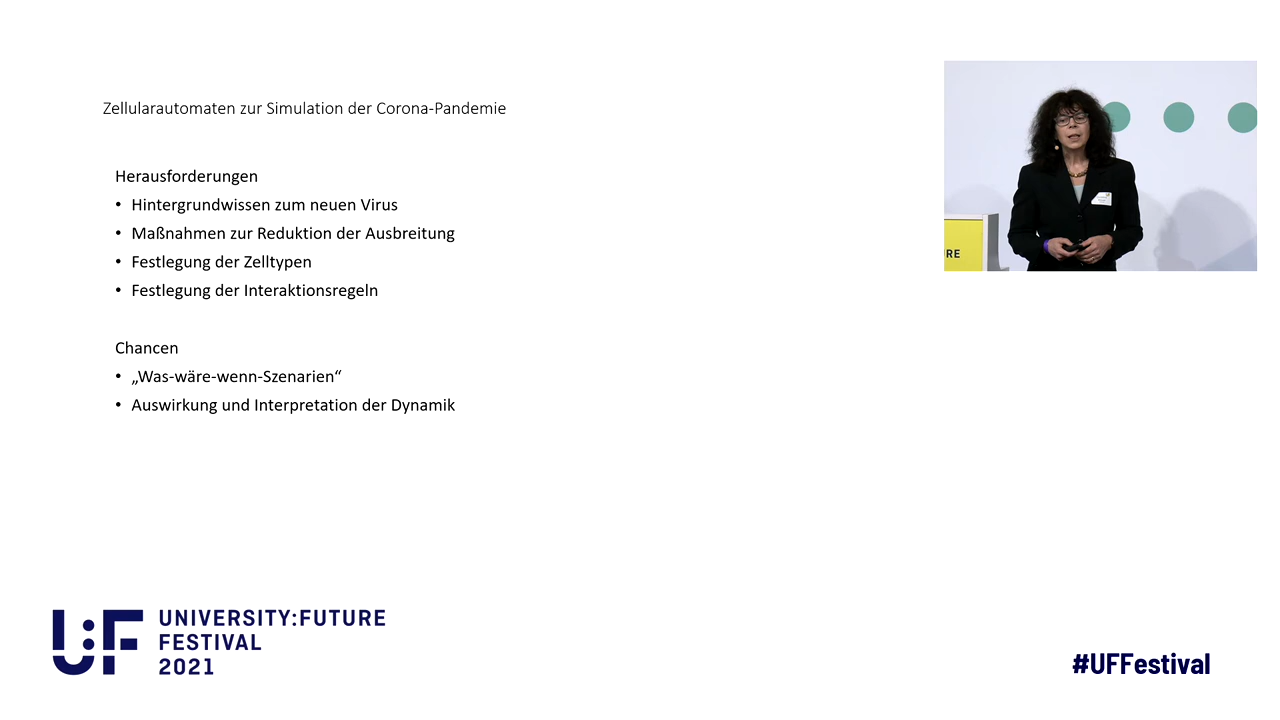 Zellularautomaten zur Simulation der Corona-Pandemie
Herausforderungen
• Hintergrundwissen zum neuen Virus
• Maßnahmen zur Reduktion der Ausbreitung
• Festlegung der Zelltypen
• Festlegung der Interaktionsregeln
Chancen
• „Was-wäre-wenn-Szenarien“
• Auswirkung und Interpretation der Dynamik
RE
U:F UNIVERSITY:FUTURE
FESTIVAL
2021
#UFFestival